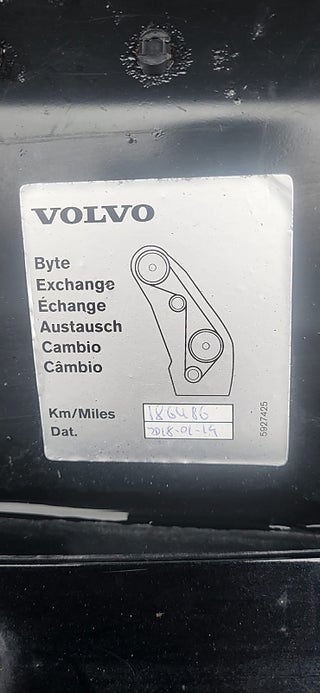 VOLVO
Byte
Exchange
Échange
Austausch
Cambio
Câmbio
Km/Miles 186486
Dat. 2018-01-19
5927425